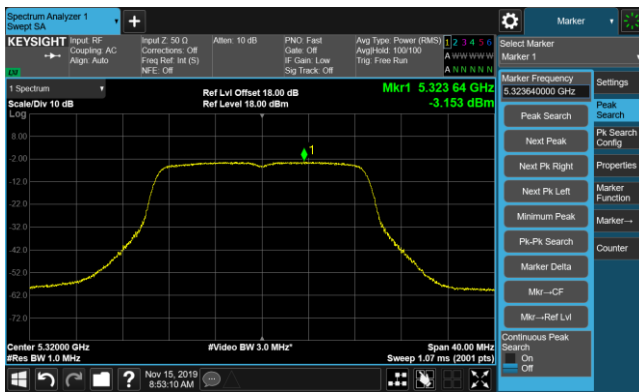 Spectrum Analyzer 1
Swept SA
Marker
KEYSIGHT
Input: RF
Coupling: AC
Align: Auto
Input Z: 50 Ω
Corrections: Off
Freq Ref: Int (S)
NFE: Off
Atten: 10 dB
PNO: Fast
Gate: Off
IF Gain: Low
Sig Track: Off
Avg Type: Power (RMS)
Avg|Hold: 100/100
Trig: Free Run
1 2 3 4 5 6
A W W W W W
A N N N N N
LXI
Select Marker
Marker 1
1 Spectrum
Scale/Div 10 dB
Log
Ref Lvl Offset 18.00 dB
Ref Level 18.00 dBm
Mkr1 5.323 64 GHz
-3.153 dBm
8.00
-2.00
-12.0
-22.0
-32.0
-42.0
-52.0
-62.0
-72.0
1
Center 5.32000 GHz
#Res BW 1.0 MHz
#Video BW 3.0 MHz*
Span 40.00 MHz
Sweep 1.07 ms (2001 pts)
Marker Frequency
5.323640000 GHz
Peak Search
Next Peak
Next Pk Right
Next Pk Left
Minimum Peak
Pk-Pk Search
Marker Delta
Mkr→CF
Mkr→Ref Lvl
Continuous Peak
Search
On
Off
Settings
Peak
Search
Pk Search
Config
Properties
Marker
Function
Marker→
Counter
Nov 15, 2019
8:53:10 AM